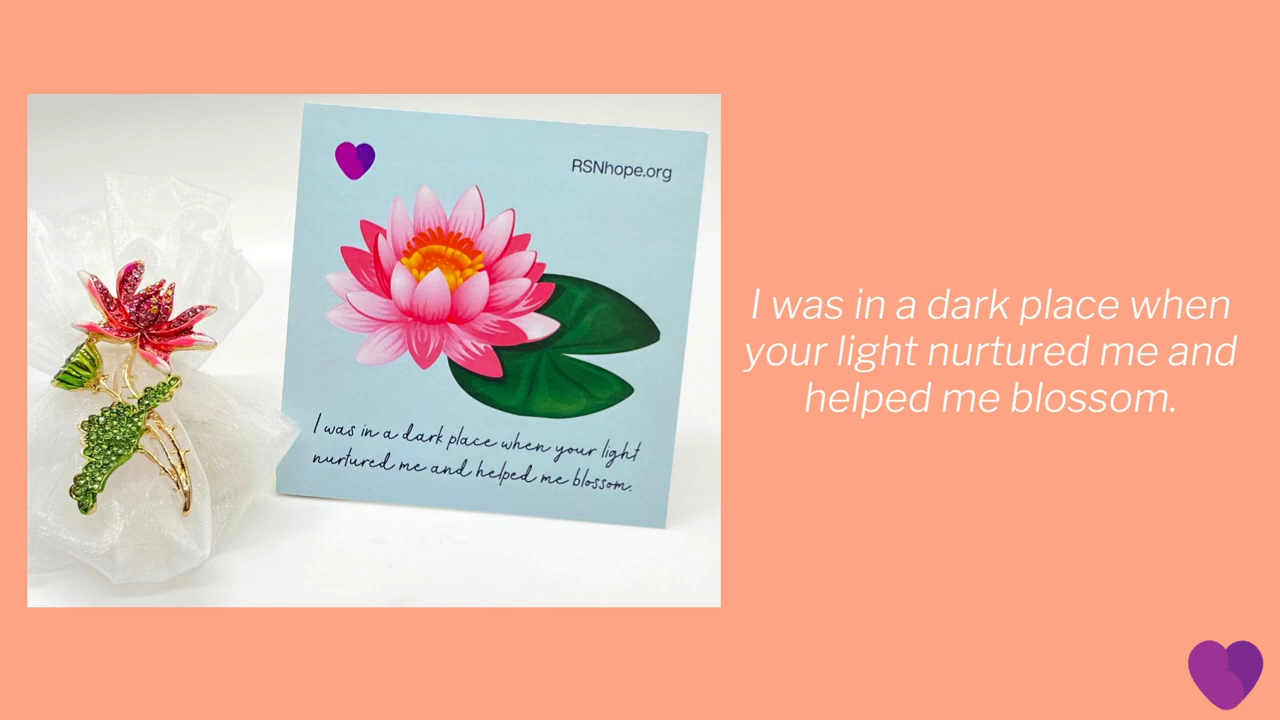 RSNhope.org
I was in a dark place when your light
nurtured me and helped me blossom.
I was in a dark place when
your light nurtured me and
helped me blossom.